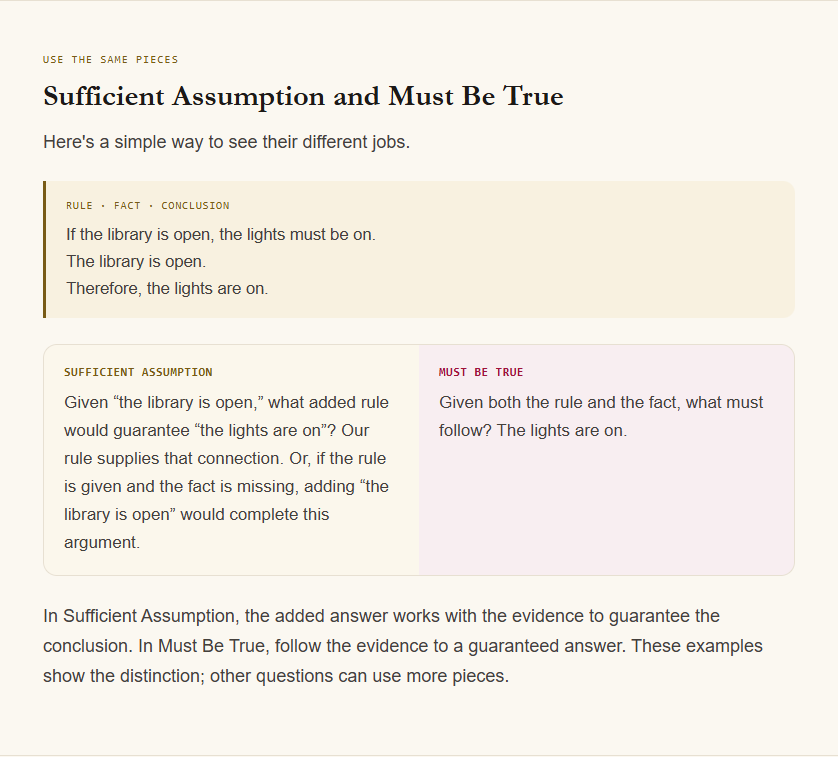 USE THE SAME PIECES
Sufficient Assumption and Must Be True
Here's a simple way to see their different jobs.
RULE · FACT · CONCLUSION
If the library is open, the lights must be on.
The library is open.
Therefore, the lights are on.
SUFFICIENT ASSUMPTION
Given “the library is open,” what added rule
would guarantee “the lights are on”? Our
rule supplies that connection. Or, if the rule
is given and the fact is missing, adding “the
library is open” would complete this
argument.
MUST BE TRUE
Given both the rule and the fact, what must
follow? The lights are on.
In Sufficient Assumption, the added answer works with the evidence to guarantee the
conclusion. In Must Be True, follow the evidence to a guaranteed answer. These examples
show the distinction; other questions can use more pieces.